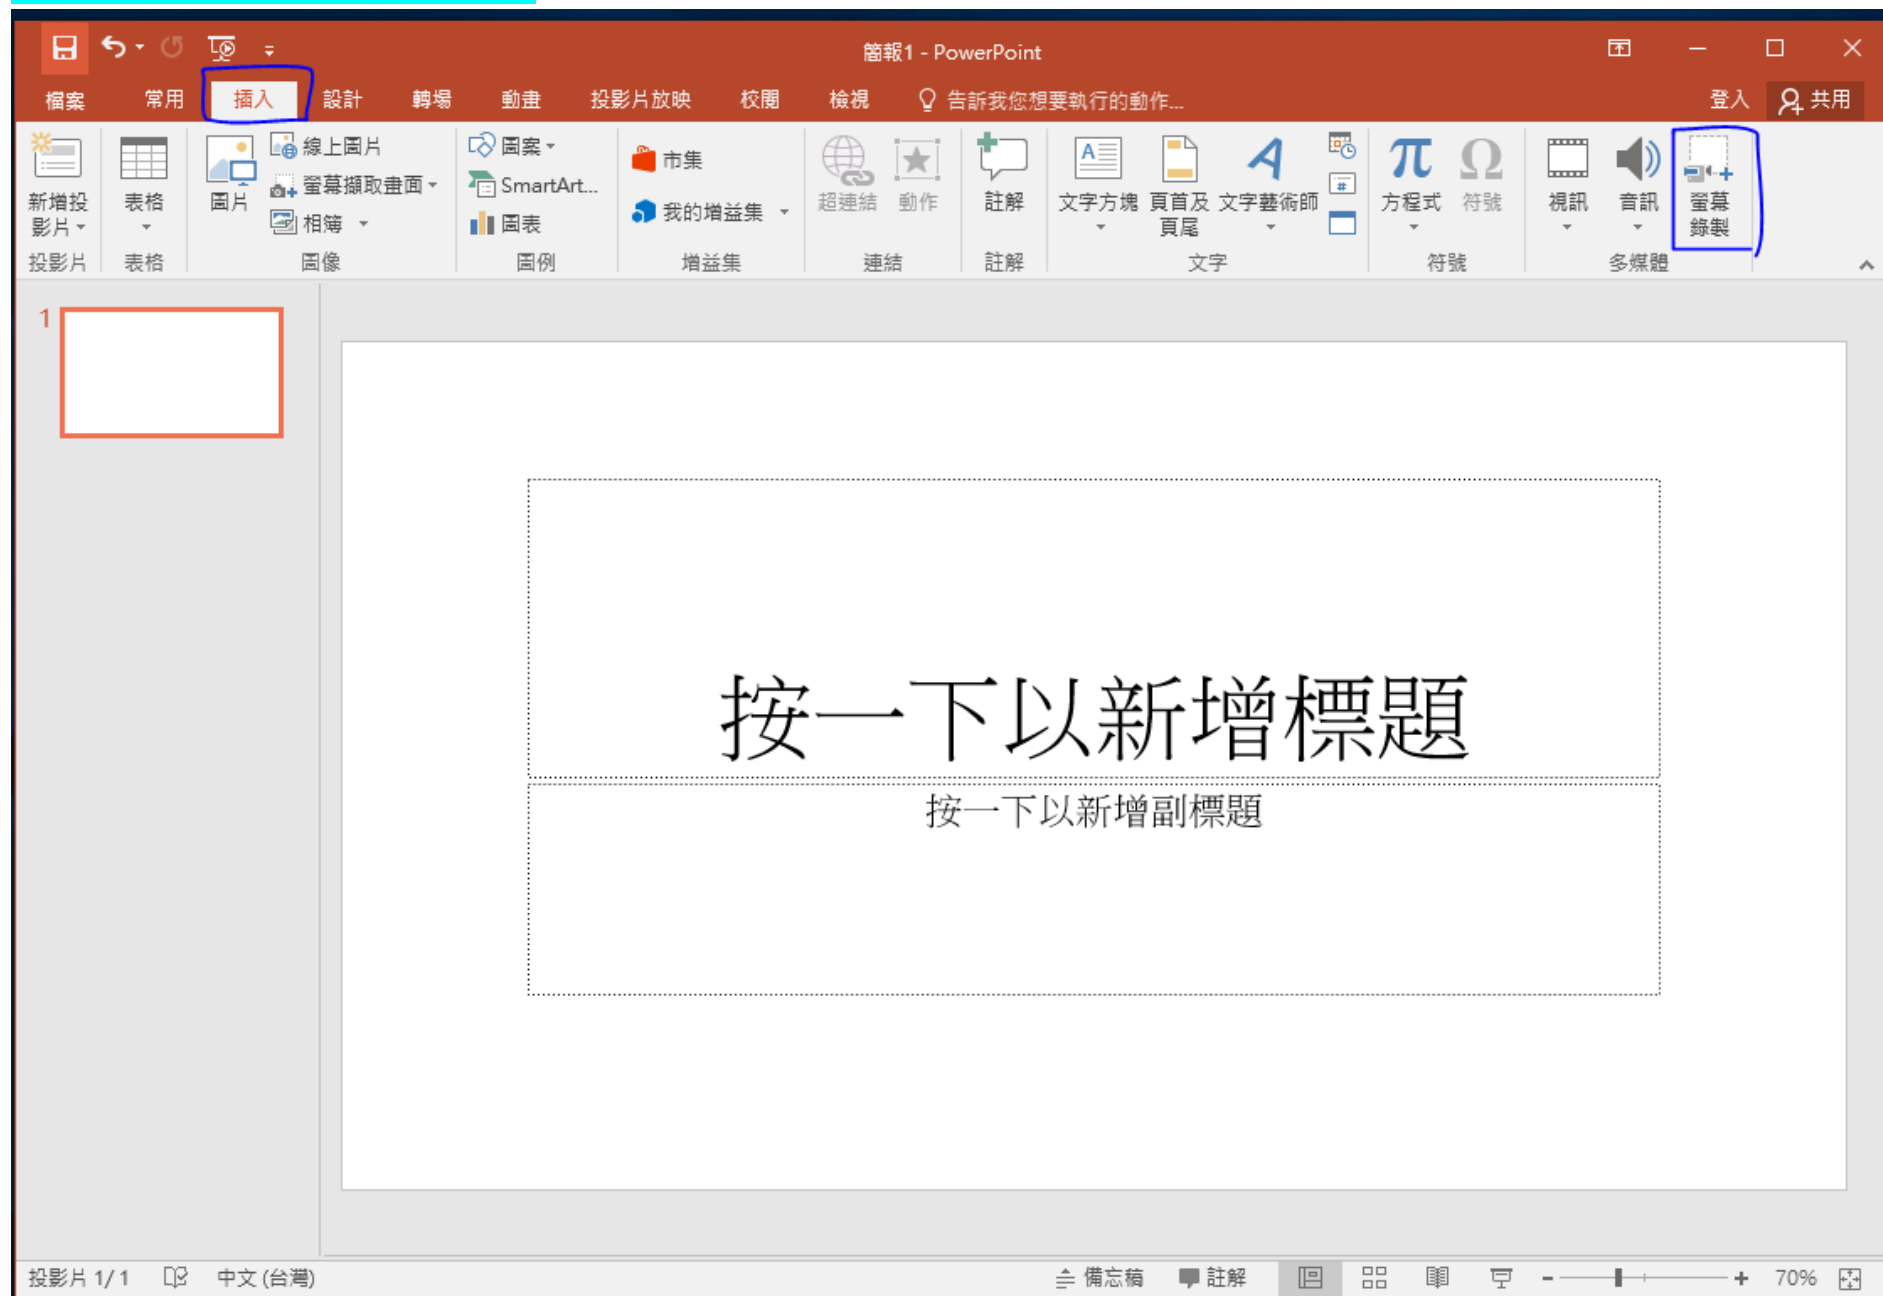 簡報1 - PowerPoint
檔案 常用 插入 設計 轉場 動畫 投影片放映 校閱 檢視 告訴我您想要執行的動作... 登入 共用
新增投影片
表格
圖片
線上圖片
螢幕擷取畫面
相簿
圖案
SmartArt...
圖表
市集
我的增益集
超連結
動作
註解
文字方塊
頁首及頁尾
文字藝術師
方程式
符號
視訊
音訊
螢幕錄製
投影片 表格 圖像 圖例 增益集 連結 註解 文字 符號 多媒體
1
按一下以新增標題
按一下以新增副標題
投影片 1/1 中文 (台灣) 備忘稿 註解 70%